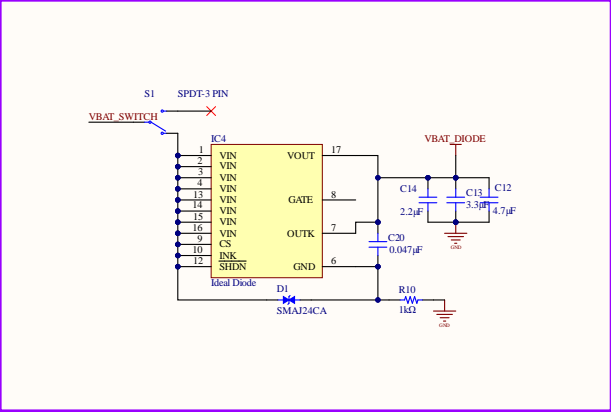 S1 SPDT-3 PIN
VBAT_SWITCH
IC4
VBAT_DIODE
1 VIN VOUT 17
2 VIN
3 VIN
4 VIN
13 VIN GATE 8
14 VIN
15 VIN
16 VIN OUTK 7
9 CS
10 INK
12 SHDN GND 6
Ideal Diode
C14
2.2µF
C13
3.3µF
C12
4.7µF
GND
C20
0.047µF
D1
SMAJ24CA
R10
1kΩ
GND